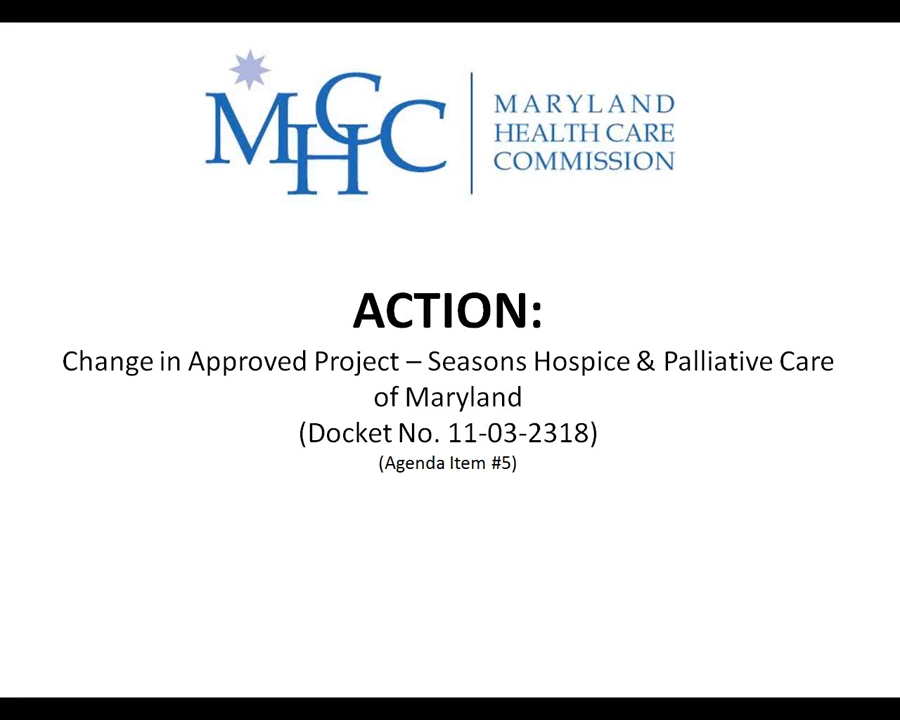 MHCC
MARYLAND
HEALTH CARE
COMMISSION
ACTION:
Change in Approved Project – Seasons Hospice & Palliative Care
of Maryland
(Docket No. 11-03-2318)
(Agenda Item #5)